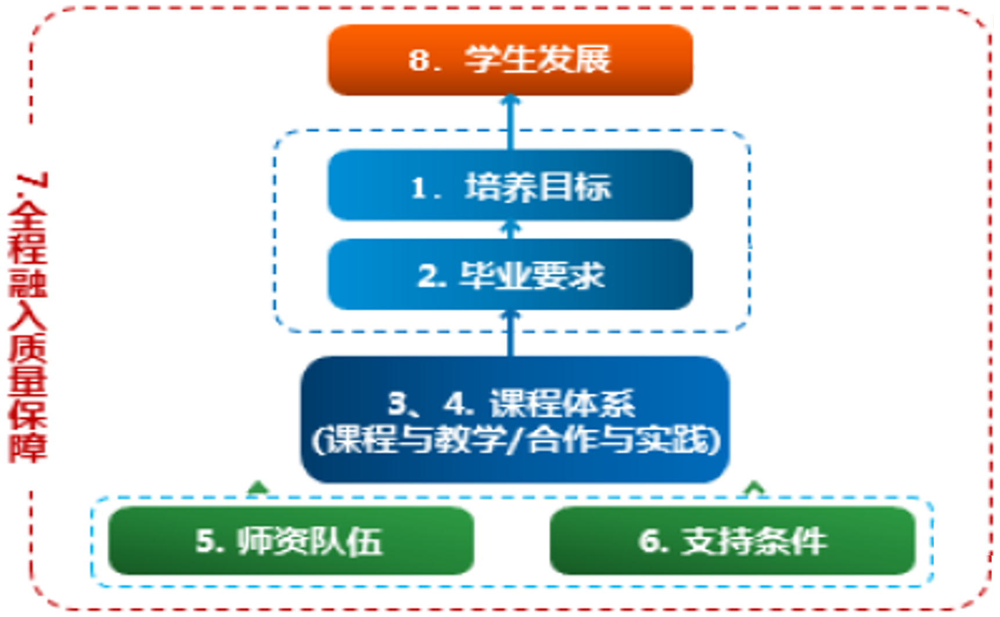 8. 学生发展
1. 培养目标
2. 毕业要求
7.全程融入质量保障
3、4. 课程体系
(课程与教学/合作与实践)
5. 师资队伍
6. 支持条件